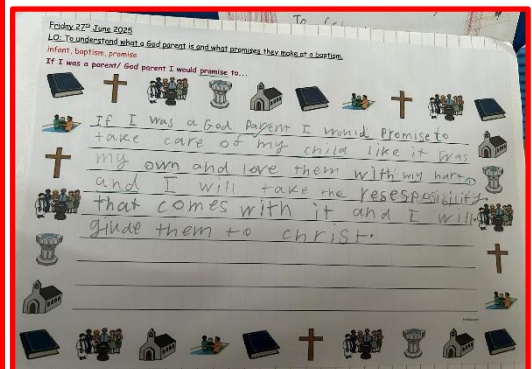 Friday 27th June 2025
LO: To understand what a God parent is and what promises they make at a baptism.
infant, baptism, promise
If I was a parent/ God parent I would promise to...
If I was a God parent I would promise to
take care of my child like it was
my own and love them with my hart
and I will take the resesposibility
that comes with it and I will
giude them to christ.